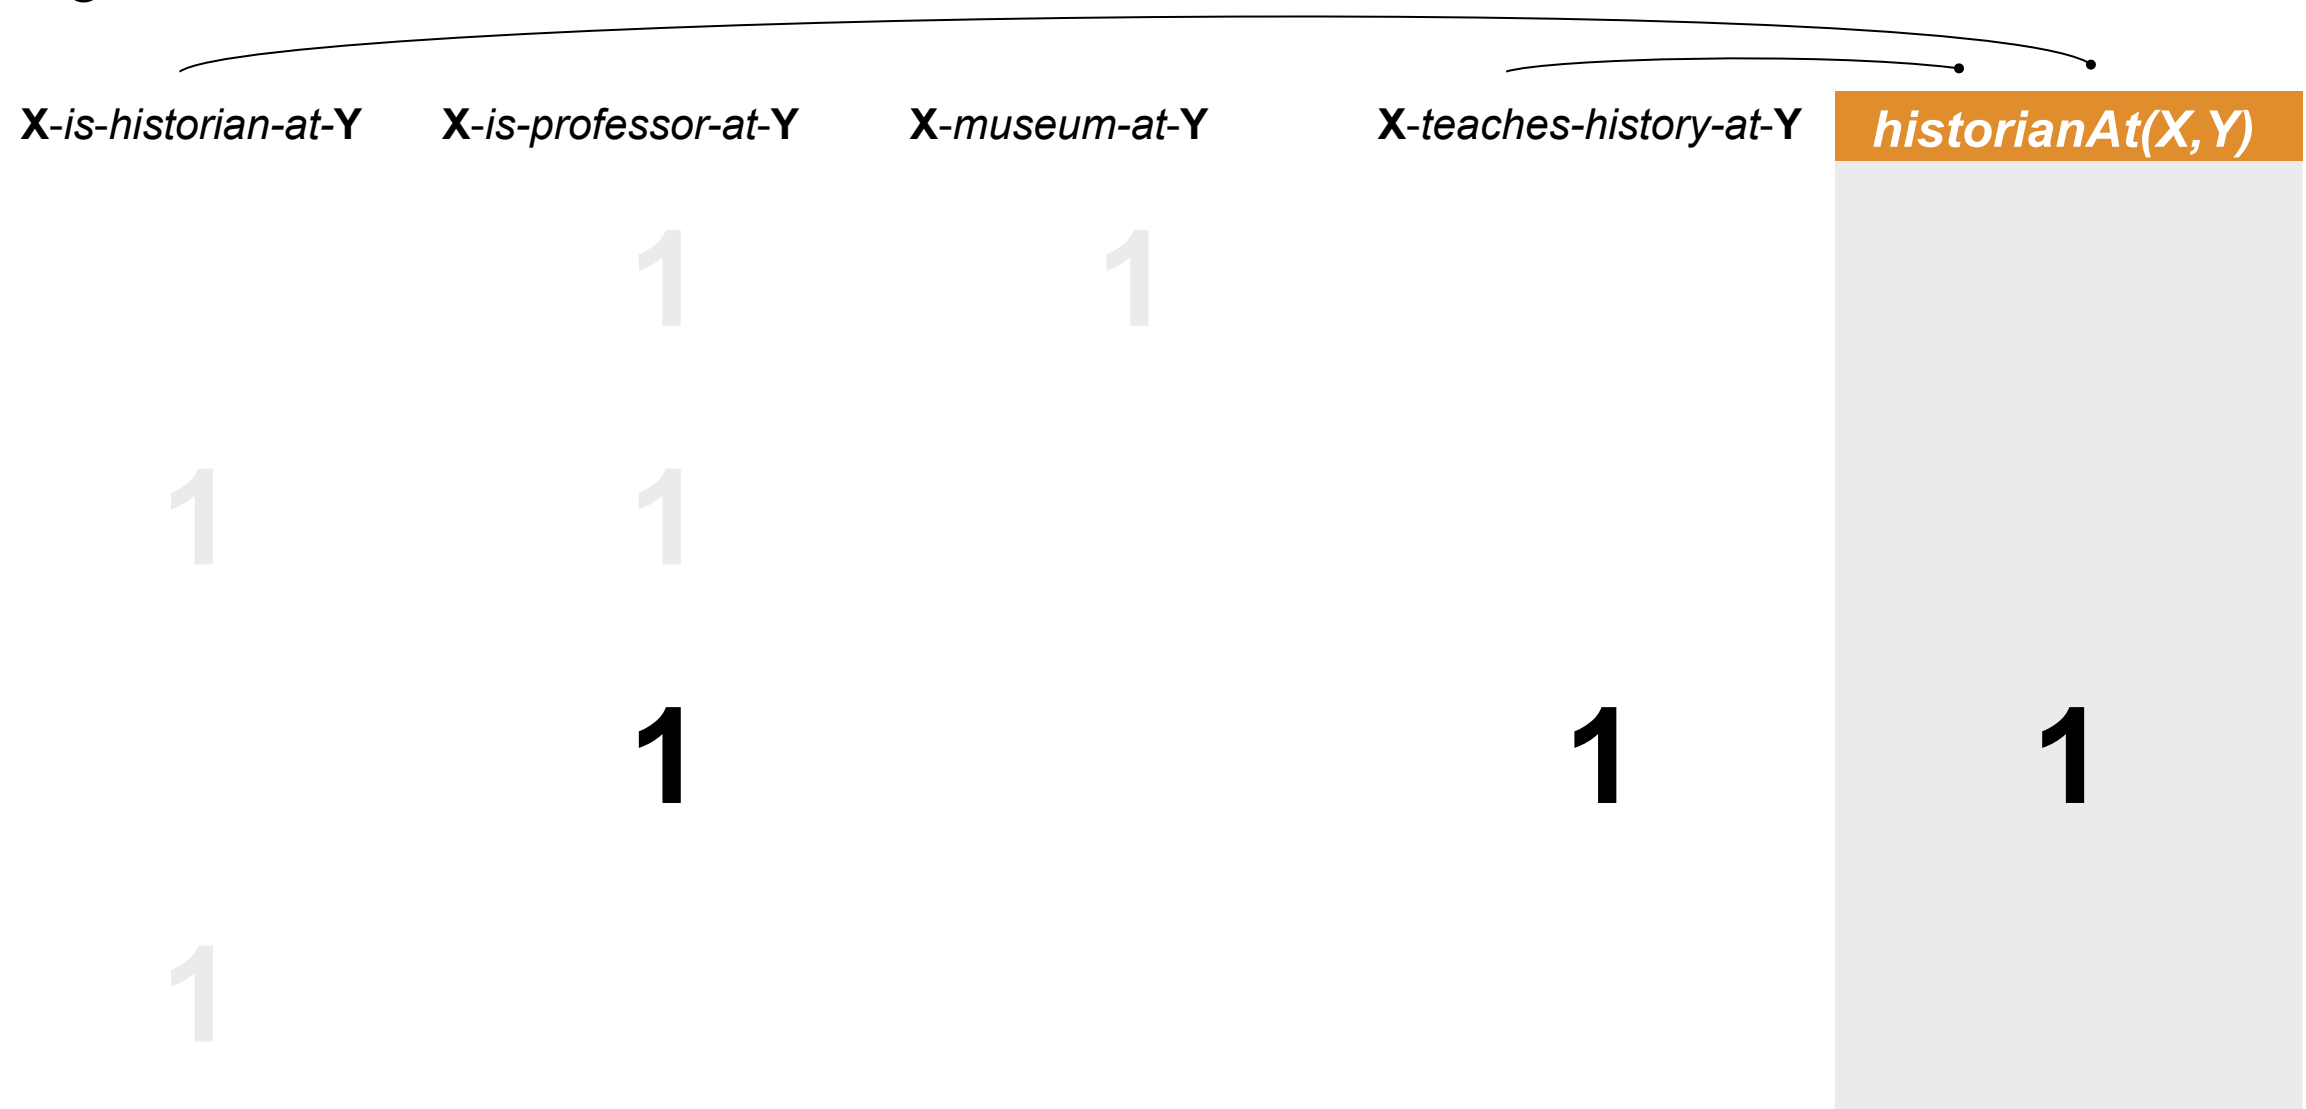 X-is-historian-at-Y X-is-professor-at-Y X-museum-at-Y X-teaches-history-at-Y historianAt(X,Y)
1 1
1 1
1 1 1
1